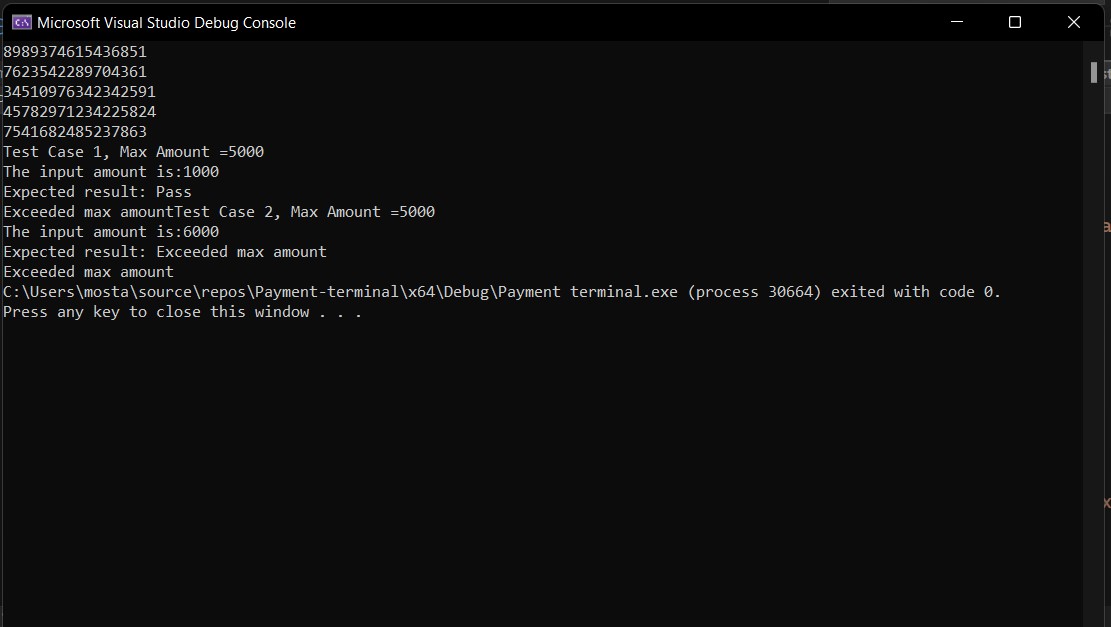 Microsoft Visual Studio Debug Console
8989374615436851
7623542289704361
34510976342342591
45782971234225824
7541682485237863
Test Case 1, Max Amount =5000
The input amount is:1000
Expected result: Pass
Exceeded max amountTest Case 2, Max Amount =5000
The input amount is:6000
Expected result: Exceeded max amount
Exceeded max amount
C:\Users\mosta\source\repos\Payment-terminal\x64\Debug\Payment terminal.exe (process 30664) exited with code 0.
Press any key to close this window . . .